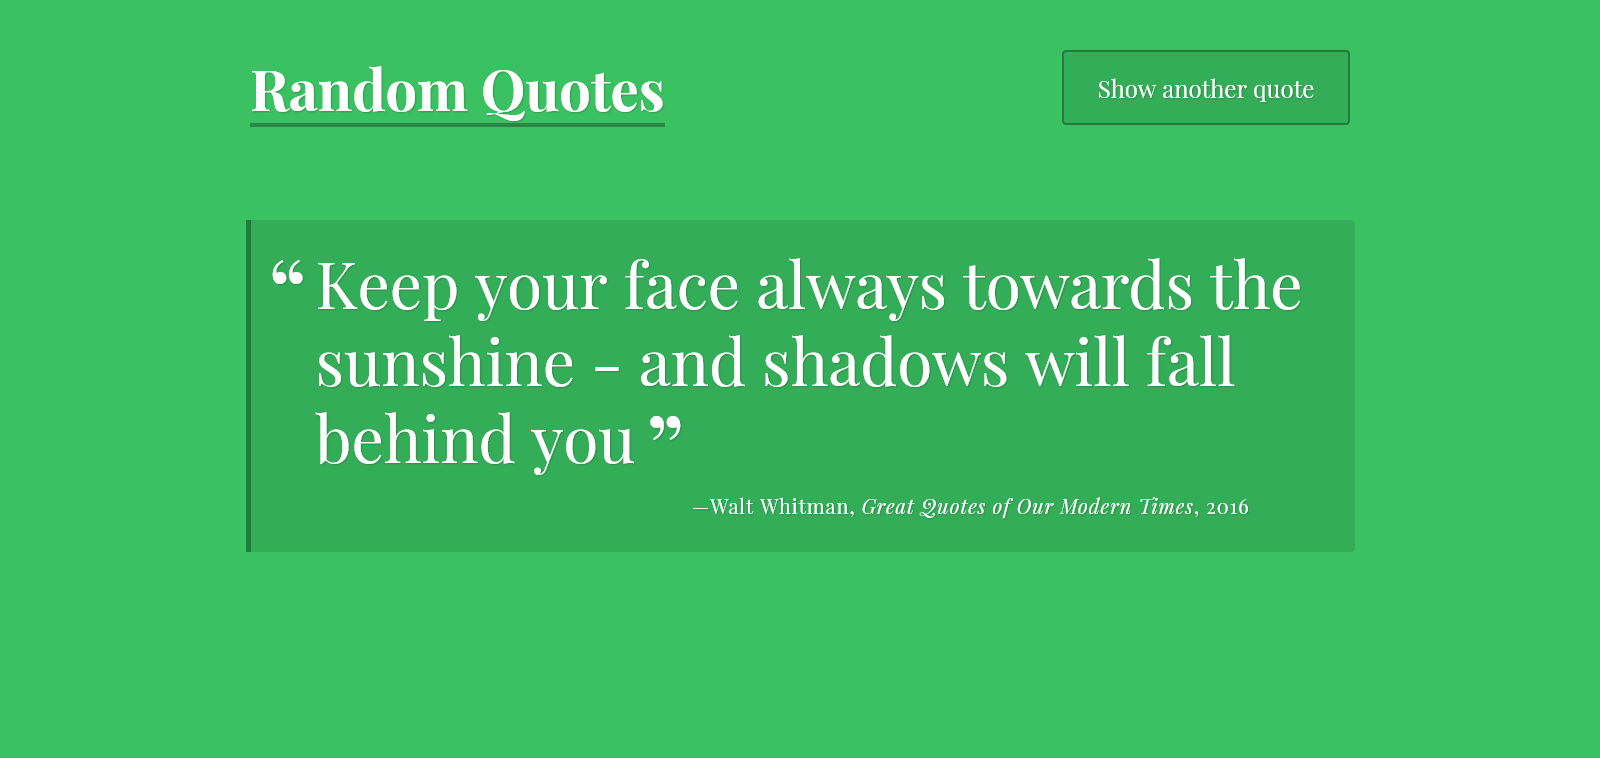 Random Quotes
Show another quote
“ Keep your face always towards the
sunshine - and shadows will fall
behind you ”
—Walt Whitman, Great Quotes of Our Modern Times, 2016